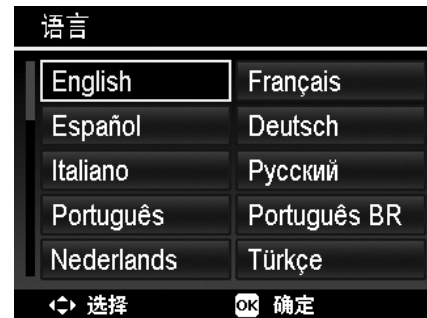 语言
English Français
Español Deutsch
Italiano Русский
Português Português BR
Nederlands Türkçe
选择 OK 确定